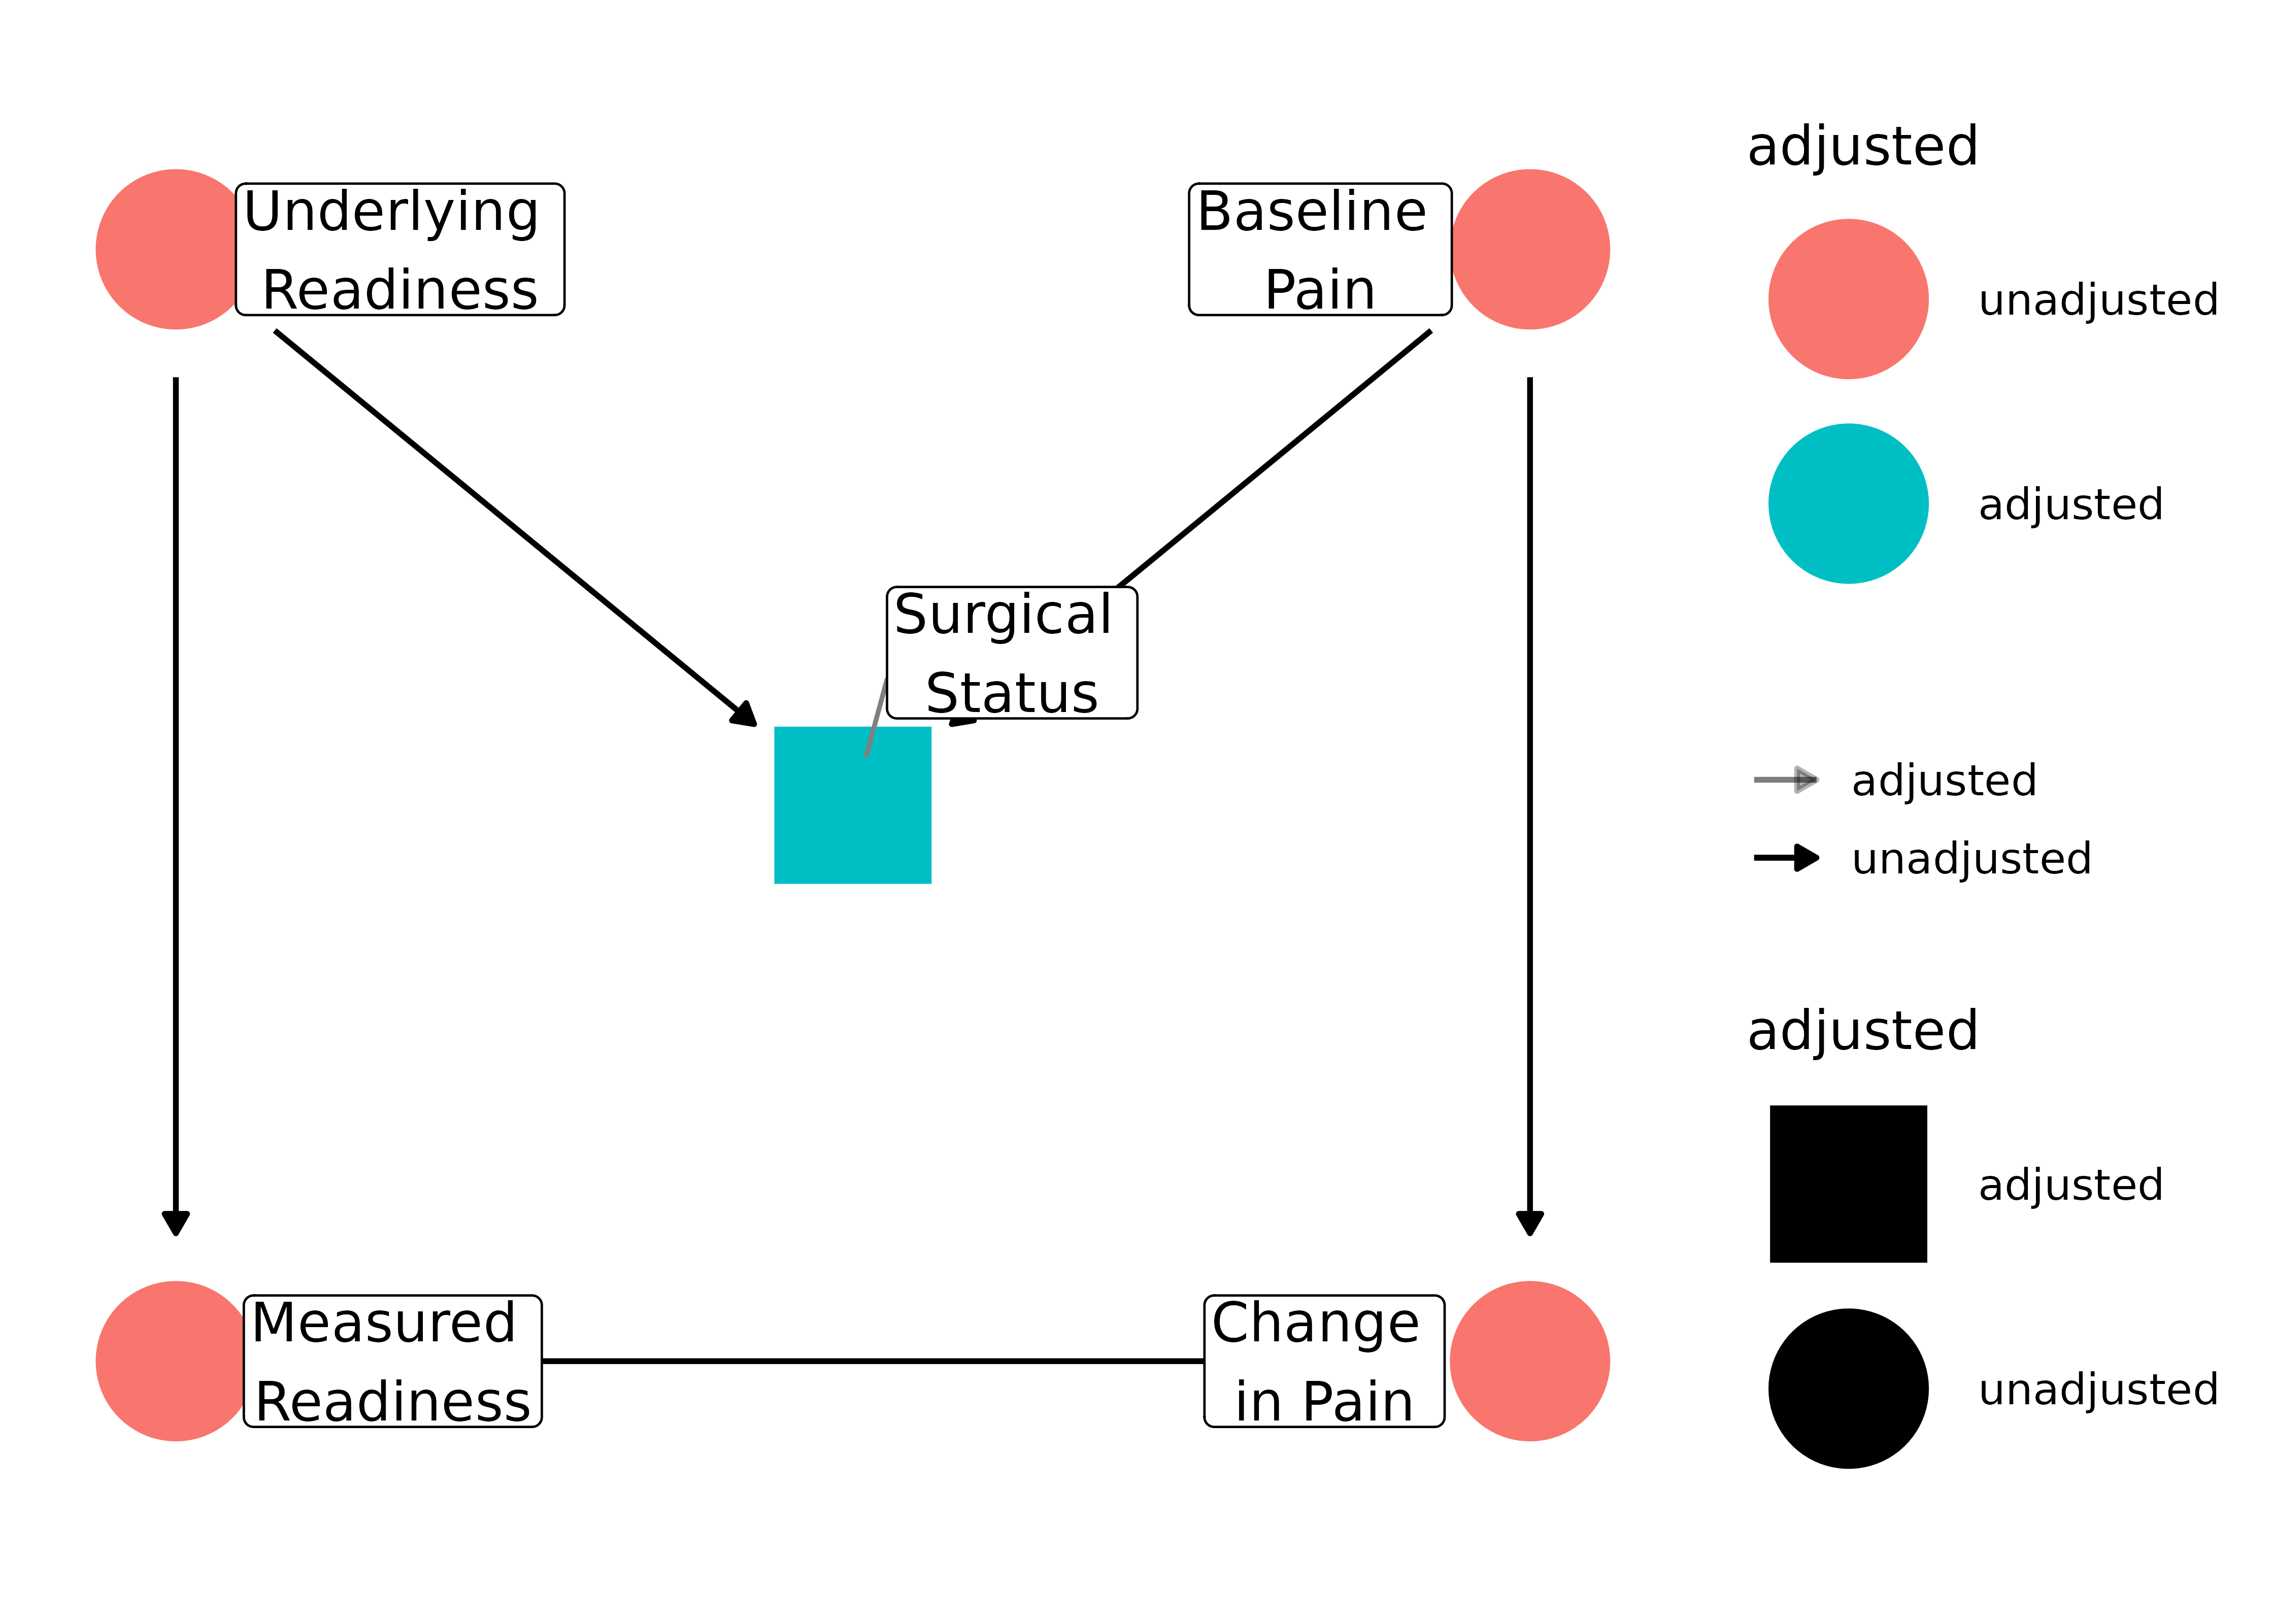 Underlying
Readiness
Baseline
Pain
Surgical
Status
Measured
Readiness
Change
in Pain
adjusted
unadjusted
adjusted
adjusted
unadjusted
adjusted
adjusted
unadjusted